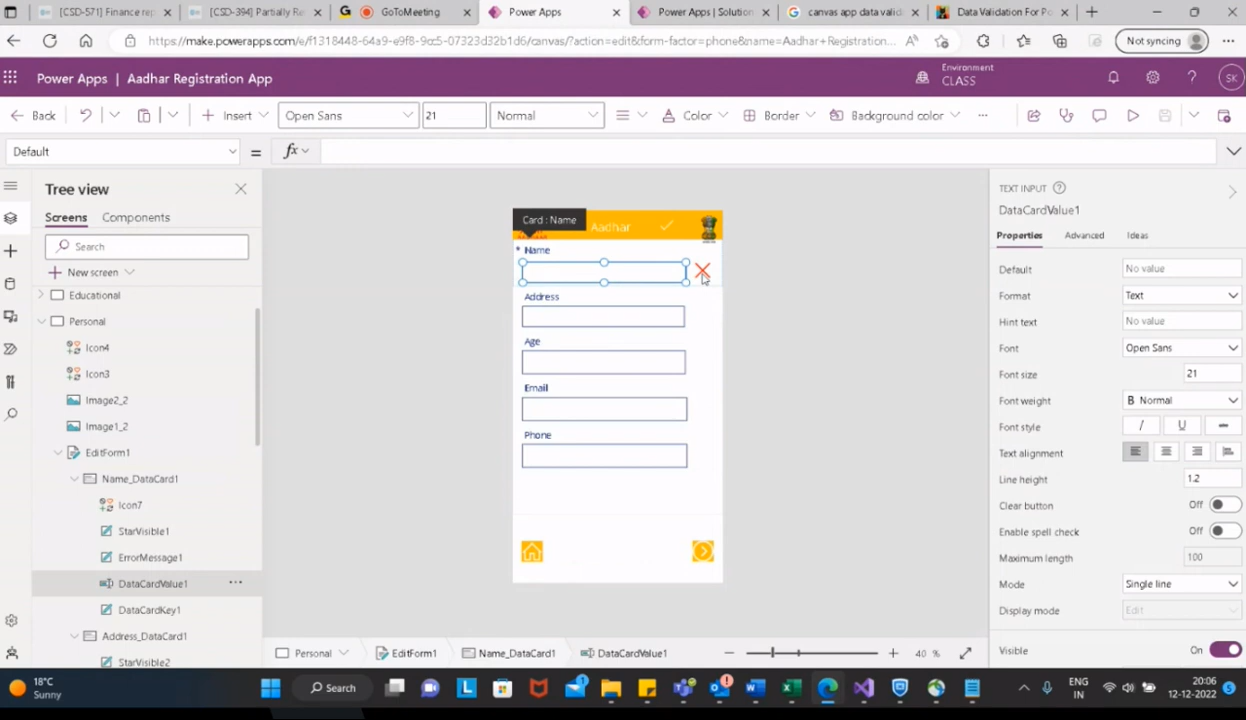 [CSD-571] Finance rep
[CSD-394] Partially Re
GoToMeeting
Power Apps
Power Apps | Solution
canvas app data valid
Data Validation For Po
https://make.powerapps.com/e/f1318448-64a9-e9f8-9cc5-07323d32b1d6/canvas/?action=edit&form-factor=phone&name=Aadhar+Registration...
Not syncing
Power Apps | Aadhar Registration App
Environment
CLASS
SK
Back
Insert
Open Sans
21
Normal
Color
Border
Background color
Default
= fx
Tree view
Screens
Components
Search
New screen
Educational
Personal
Icon4
Icon3
Image2_2
Image1_2
EditForm1
Name_DataCard1
Icon7
StarVisible1
ErrorMessage1
DataCardValue1
DataCardKey1
Address_DataCard1
StarVisible2
Card : Name
Aadhar
* Name
Address
Age
Email
Phone
TEXT INPUT
DataCardValue1
Properties
Advanced
Ideas
Default
No value
Format
Text
Hint text
No value
Font
Open Sans
Font size
21
Font weight
B Normal
Font style
Text alignment
Line height
1.2
Clear button
Off
Enable spell check
Off
Maximum length
100
Mode
Single line
Display mode
Edit
Visible
On
Personal
EditForm1
Name_DataCard1
DataCardValue1
40 %
18°C
Sunny
Search
ENG
IN
20:06
12-12-2022
5